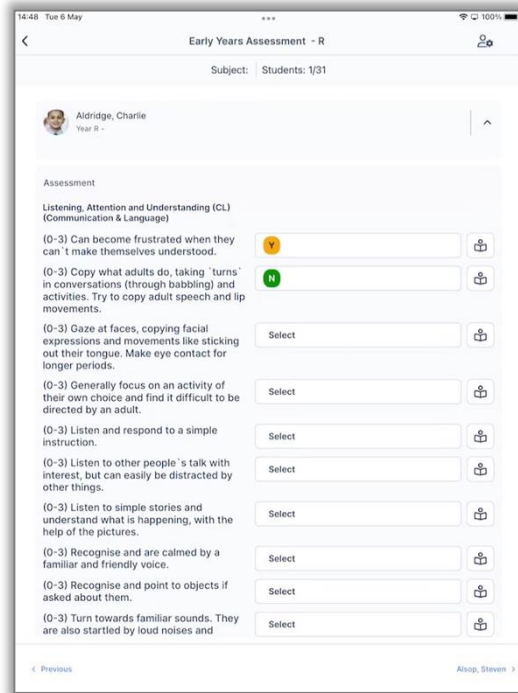 14:48 Tue 6 May
100%
Early Years Assessment - R
Subject: Students: 1/31
Aldridge, Charlie
Year R -
Assessment
Listening, Attention and Understanding (CL)
(Communication & Language)
(0-3) Can become frustrated when they
can`t make themselves understood.
Y
(0-3) Copy what adults do, taking `turns`
in conversations (through babbling) and
activities. Try to copy adult speech and lip
movements.
N
(0-3) Gaze at faces, copying facial
expressions and movements like sticking
out their tongue. Make eye contact for
longer periods.
Select
(0-3) Generally focus on an activity of
their own choice and find it difficult to be
directed by an adult.
Select
(0-3) Listen and respond to a simple
instruction.
Select
(0-3) Listen to other people`s talk with
interest, but can easily be distracted by
other things.
Select
(0-3) Listen to simple stories and
understand what is happening, with the
help of the pictures.
Select
(0-3) Recognise and are calmed by a
familiar and friendly voice.
Select
(0-3) Recognise and point to objects if
asked about them.
Select
(0-3) Turn towards familiar sounds. They
are also startled by loud noises and
Select
Previous
Alsop, Steven